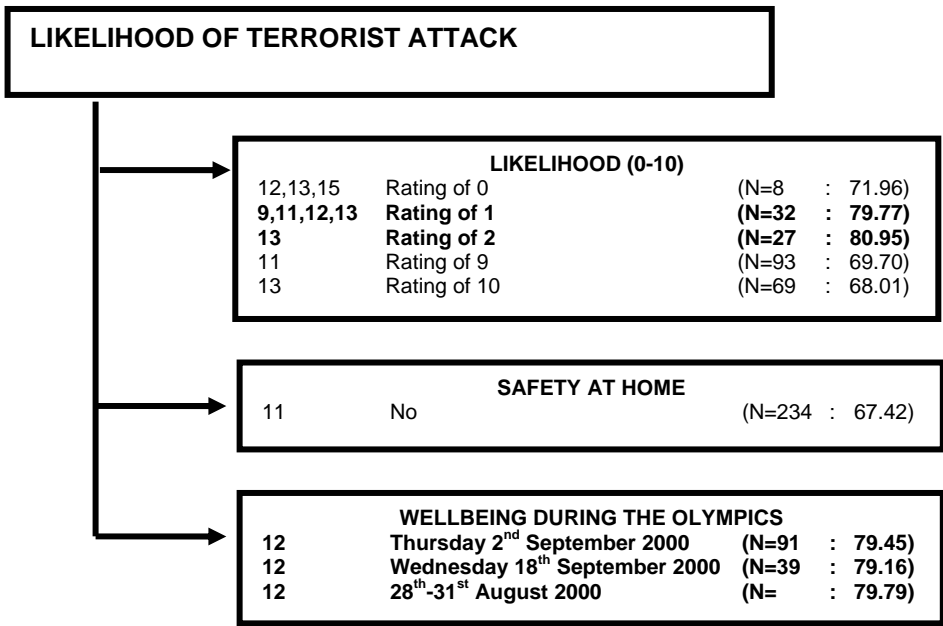 LIKELIHOOD OF TERRORIST ATTACK
LIKELIHOOD (0-10)
12,13,15 Rating of 0 (N=8 : 71.96)
9,11,12,13 Rating of 1 (N=32 : 79.77)
13 Rating of 2 (N=27 : 80.95)
11 Rating of 9 (N=93 : 69.70)
13 Rating of 10 (N=69 : 68.01)
SAFETY AT HOME
11 No (N=234 : 67.42)
WELLBEING DURING THE OLYMPICS
12 Thursday 2nd September 2000 (N=91 : 79.45)
12 Wednesday 18th September 2000 (N=39 : 79.16)
12 28th-31st August 2000 (N= : 79.79)